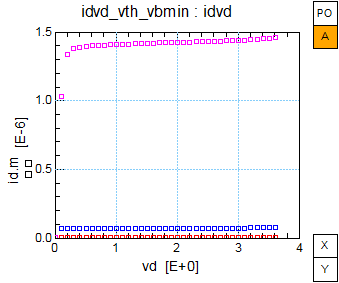 idvd_vth_vbmin : idvd
PO
A
1.5
1.0
0.5
0.0
id.m [E-6]
0 1 2 3 4
vd [E+0]
X
Y